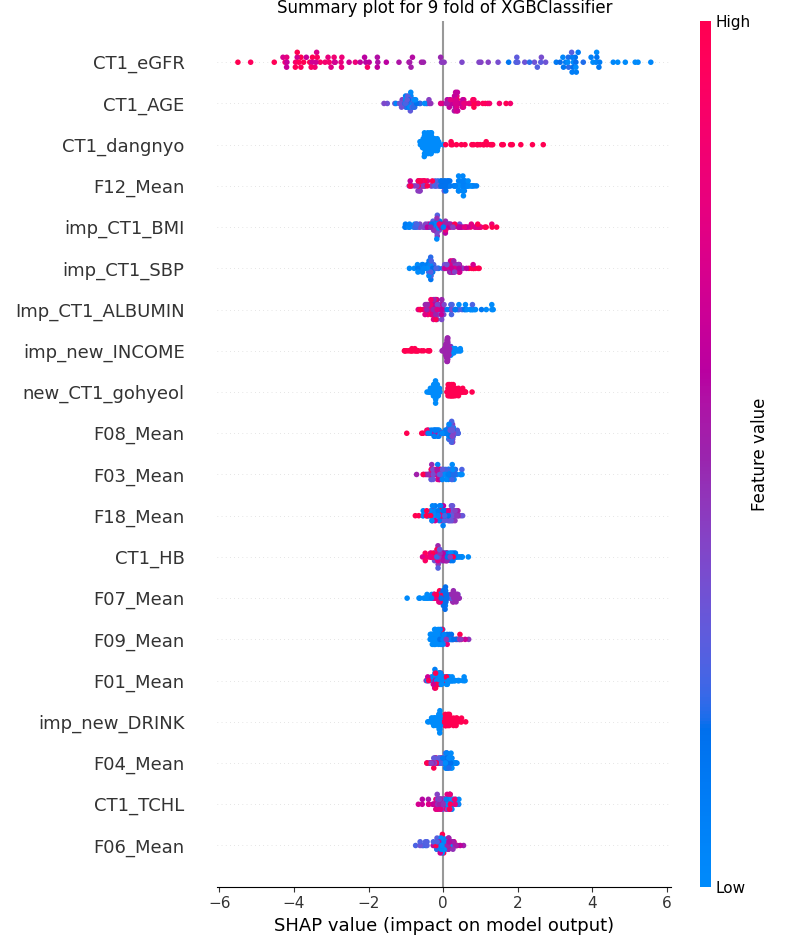 Summary plot for 9 fold of XGBClassifier
High
CT1_eGFR
CT1_AGE
CT1_dangnyo
F12_Mean
imp_CT1_BMI
imp_CT1_SBP
Imp_CT1_ALBUMIN
imp_new_INCOME
new_CT1_gohyeol
F08_Mean
F03_Mean
F18_Mean
CT1_HB
F07_Mean
F09_Mean
F01_Mean
imp_new_DRINK
F04_Mean
CT1_TCHL
F06_Mean
Feature value
Low
−6 −4 −2 0 2 4 6
SHAP value (impact on model output)